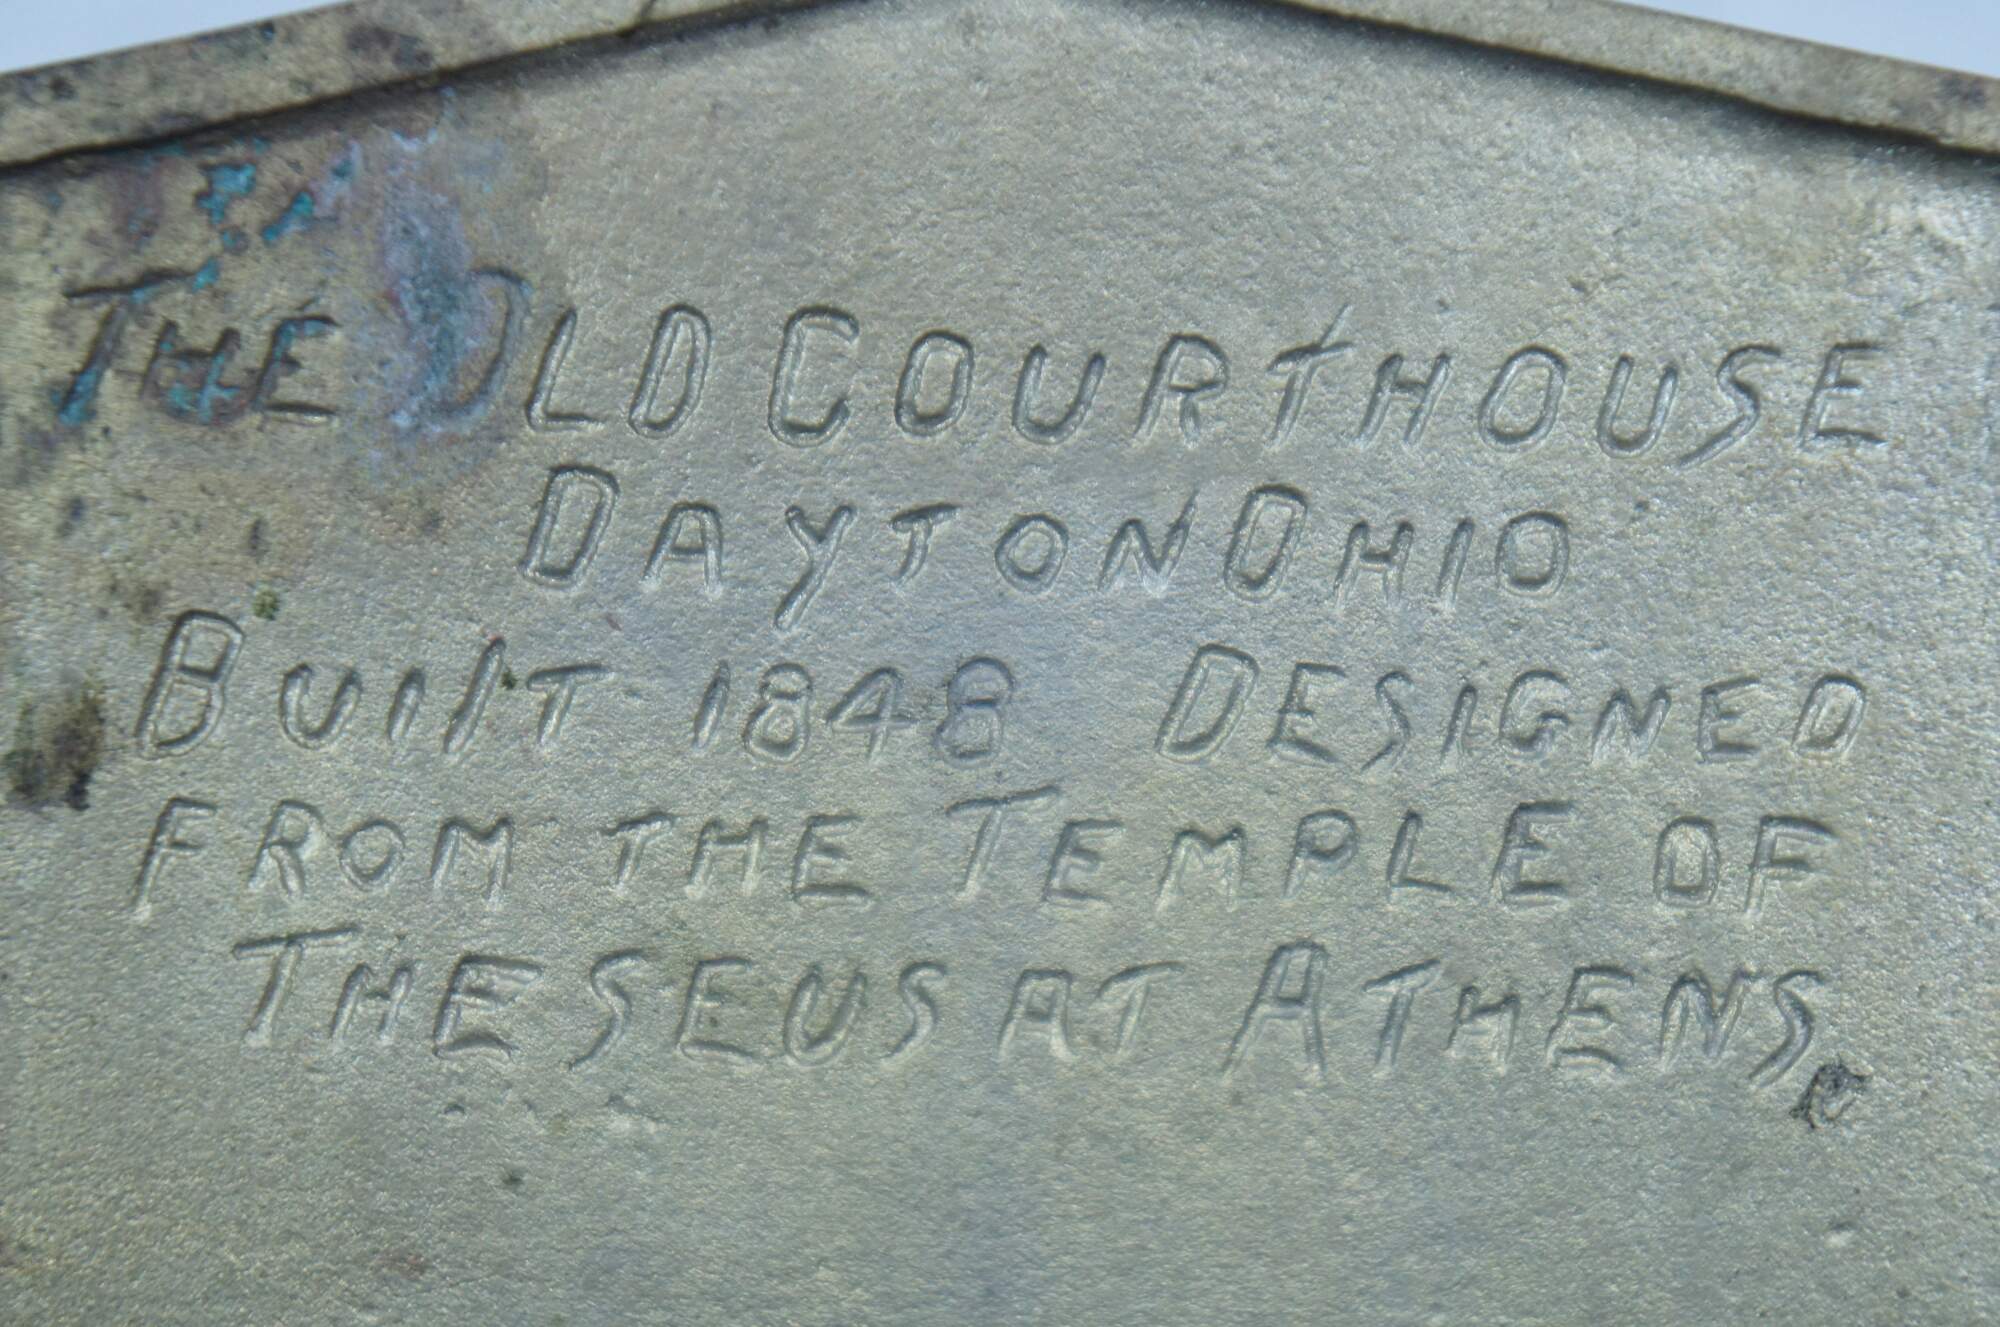 THE OLD COURTHOUSE
DAYTON OHIO
BUIlT 1848 DESIGNED
FROM THE TEMPLE OF
THESEUS AT ATHENS